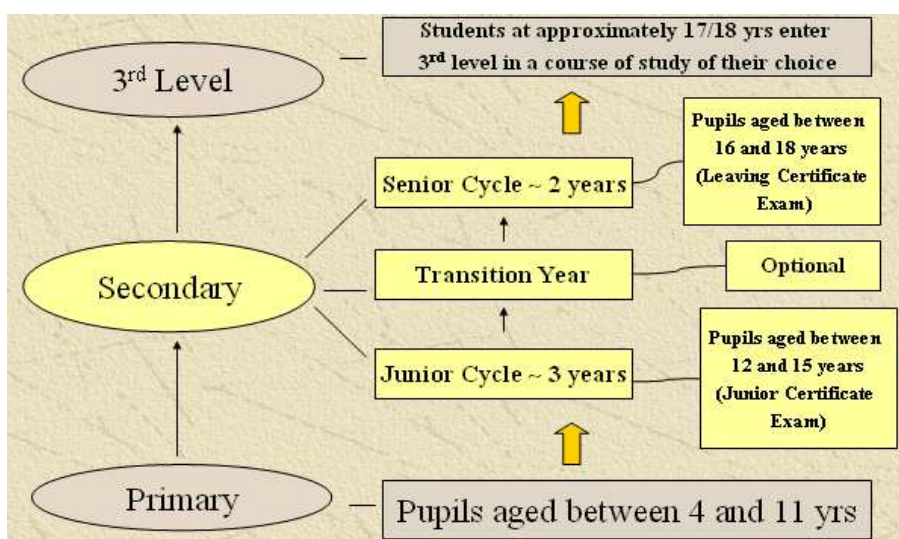 Students at approximately 17/18 yrs enter
3rd level in a course of study of their choice
3rd Level
Pupils aged between
16 and 18 years
(Leaving Certificate
Exam)
Senior Cycle ~ 2 years
Secondary
Transition Year
Optional
Pupils aged between
12 and 15 years
(Junior Certificate
Exam)
Junior Cycle ~ 3 years
Primary
Pupils aged between 4 and 11 yrs